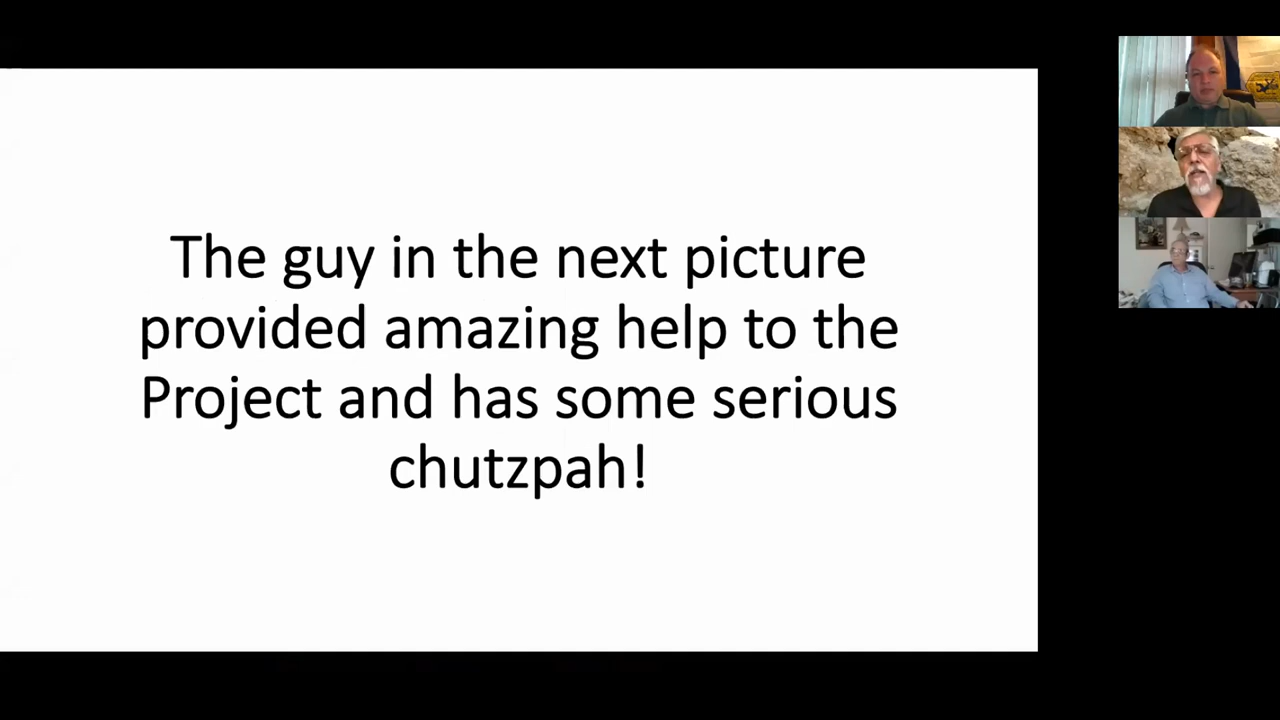 The guy in the next picture
provided amazing help to the
Project and has some serious
chutzpah!